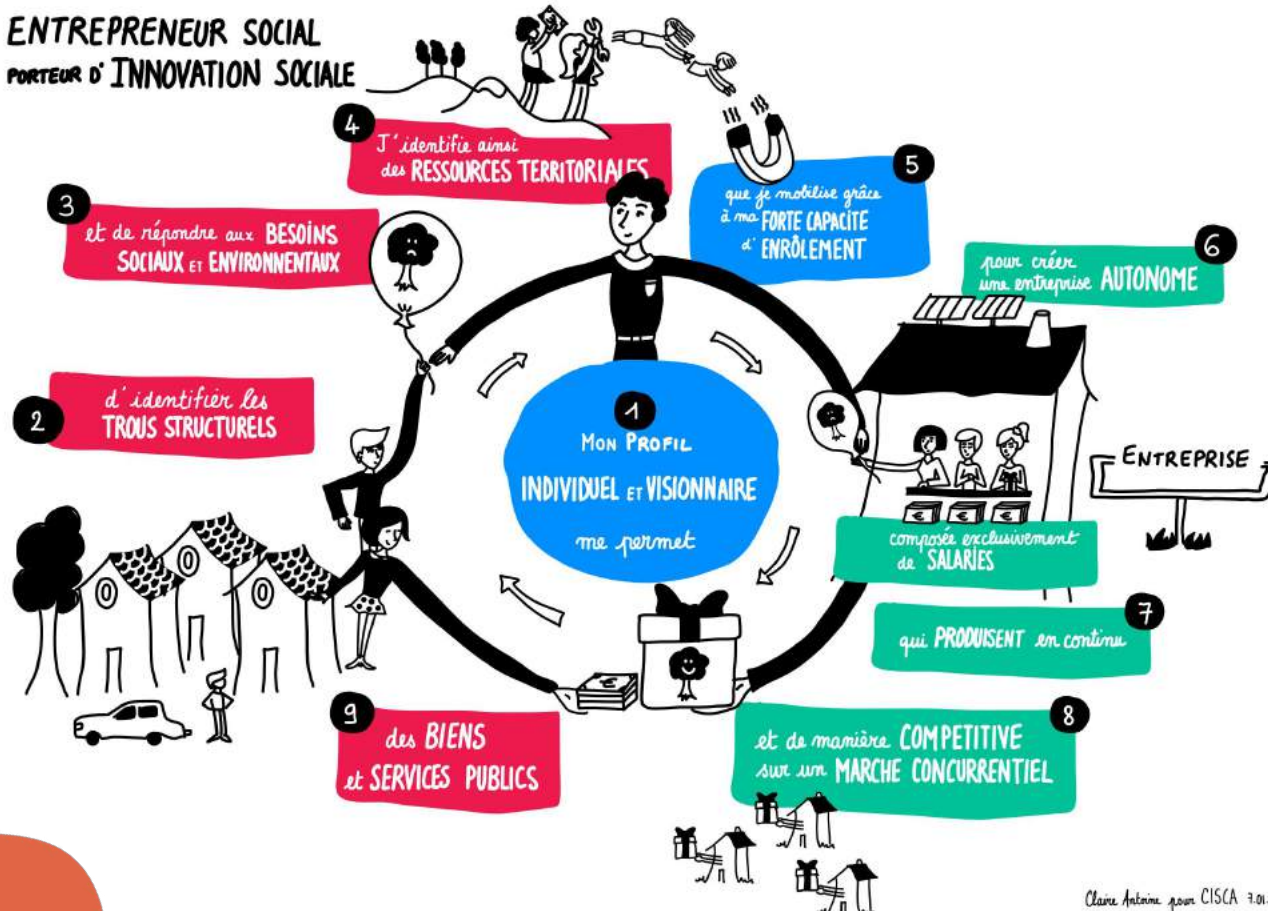 ENTREPRENEUR SOCIAL
PORTEUR D'INNOVATION SOCIALE
1
MON PROFIL
INDIVIDUEL ET VISIONNAIRE
me permet
2
d'identifier les
TROUS STRUCTURELS
3
et de répondre aux BESOINS
SOCIAUX ET ENVIRONNENTAUX
4
J'identifie ainsi
des RESSOURCES TERRITORIALES
5
que je mobilise grâce
à ma FORTE CAPACITE
d'ENRÔLEMENT
6
pour créer
une entreprise AUTONOME
ENTREPRISE
€ € €
composée exclusivement
de SALARIÉS
7
qui PRODUISENT en continu
8
et de manière COMPETITIVE
sur un MARCHE CONCURRENTIEL
9
des BIENS
et SERVICES PUBLICS
€
Claire Antoine pour CISCA 7.01.